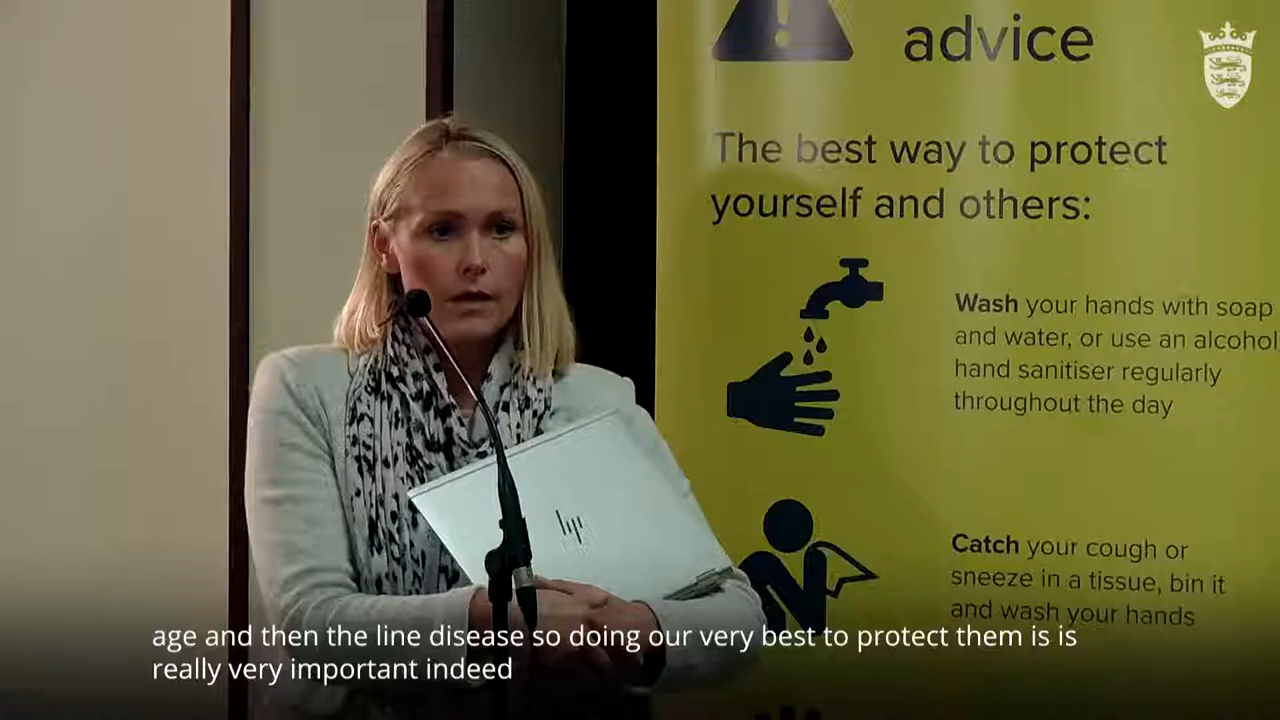 advice
The best way to protect
yourself and others:
Wash your hands with soap
and water, or use an alcohol
hand sanitiser regularly
throughout the day
hp
Catch your cough or
sneeze in a tissue, bin it
and wash your hands
age and then the line disease so doing our very best to protect them is is
really very important indeed